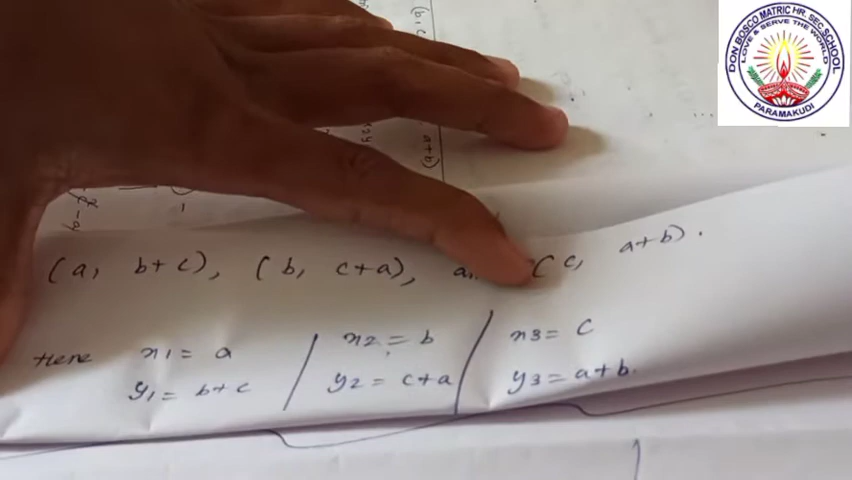 DON BOSCO MATRIC HR. SEC. SCHOOL
LOVE & SERVE THE WORLD
PARAMAKUDI
(b, c
a+b)
(a, b+c), (b, c+a), (c, a+b).
Here x1 = a / x2 = b / x3 = c
y1 = b+c / y2 = c+a / y3 = a+b.